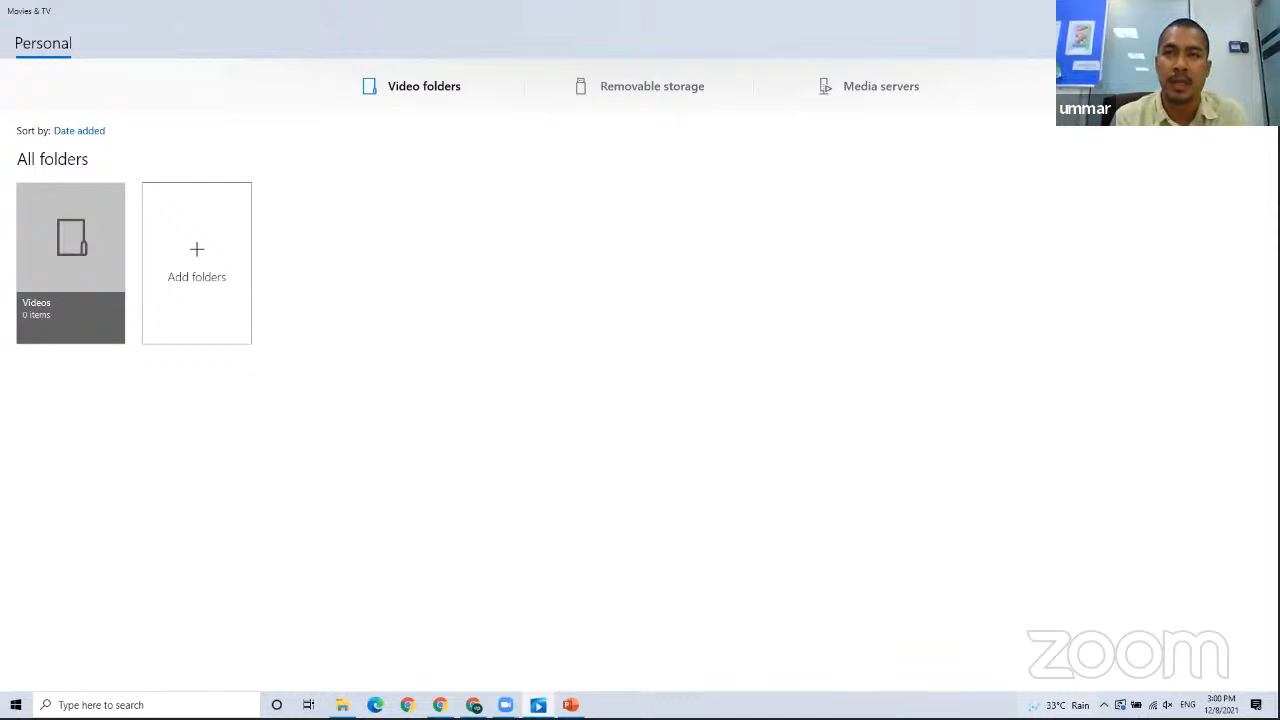 Movies & TV
Personal
Video folders
Removable storage
Media servers
ummar
Sort by: Date added
All folders
Add folders
Videos
0 items
zoom
Type here to search
33°C Rain
ENG
3:00 PM
12/8/2021